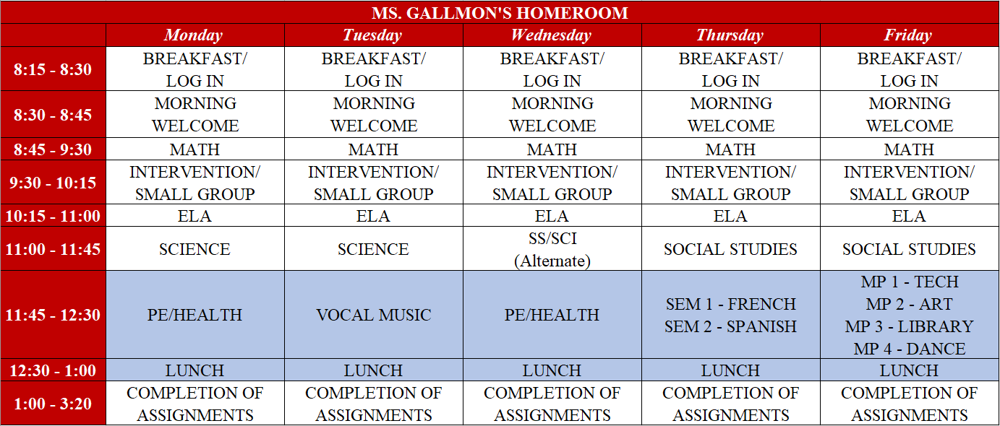 MS. GALLMON'S HOMEROOM
Monday Tuesday Wednesday Thursday Friday
8:15 - 8:30 BREAKFAST/ BREAKFAST/ BREAKFAST/ BREAKFAST/ BREAKFAST/
LOG IN LOG IN LOG IN LOG IN LOG IN
8:30 - 8:45 MORNING MORNING MORNING MORNING MORNING
WELCOME WELCOME WELCOME WELCOME WELCOME
8:45 - 9:30 MATH MATH MATH MATH MATH
9:30 - 10:15 INTERVENTION/ INTERVENTION/ INTERVENTION/ INTERVENTION/ INTERVENTION/
SMALL GROUP SMALL GROUP SMALL GROUP SMALL GROUP SMALL GROUP
10:15 - 11:00 ELA ELA ELA ELA ELA
11:00 - 11:45 SCIENCE SCIENCE SS/SCI SOCIAL STUDIES SOCIAL STUDIES
(Alternate)
11:45 - 12:30 PE/HEALTH VOCAL MUSIC PE/HEALTH SEM 1 - FRENCH MP 1 - TECH
SEM 2 - SPANISH MP 2 - ART
MP 3 - LIBRARY
MP 4 - DANCE
12:30 - 1:00 LUNCH LUNCH LUNCH LUNCH LUNCH
1:00 - 3:20 COMPLETION OF COMPLETION OF COMPLETION OF COMPLETION OF COMPLETION OF
ASSIGNMENTS ASSIGNMENTS ASSIGNMENTS ASSIGNMENTS ASSIGNMENTS